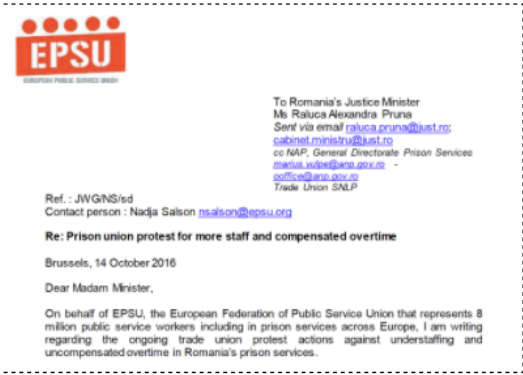 EPSU
EUROPEAN PUBLIC SERVICE UNION
To Romania's Justice Minister
Ms Raluca Alexandra Pruna
Sent via email raluca.pruna@just.ro;
cabinet.ministru@just.ro
cc NAP, General Directorate Prison Services
marius.vulpe@anp.gov.ro -
ooffice@anp.gov.ro
Trade Union SNLP
Ref. : JWG/NS/sd
Contact person : Nadja Salson nsalson@epsu.org
Re: Prison union protest for more staff and compensated overtime
Brussels, 14 October 2016
Dear Madam Minister,
On behalf of EPSU, the European Federation of Public Service Union that represents 8
million public service workers including in prison services across Europe, I am writing
regarding the ongoing trade union protest actions against understaffing and
uncompensated overtime in Romania's prison services.